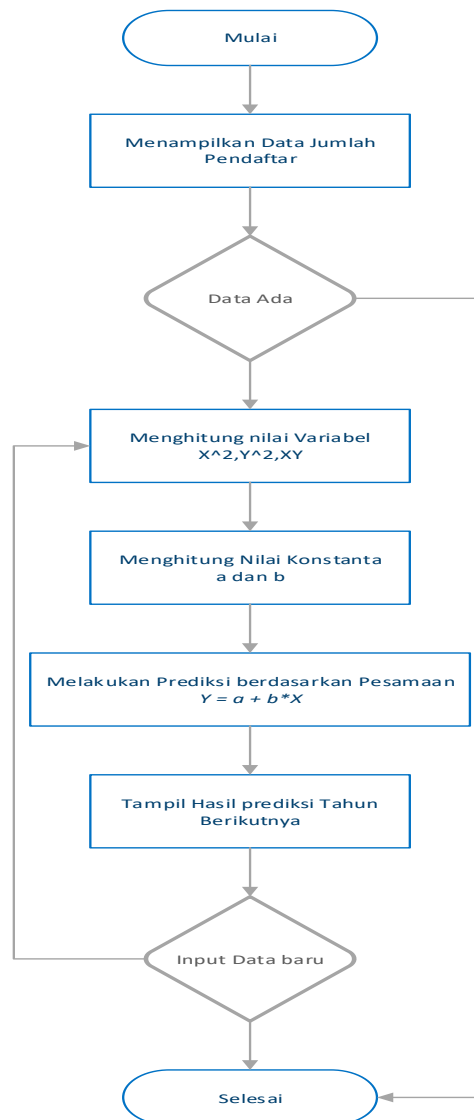 Mulai
Menampilkan Data Jumlah
Pendaftar
Data Ada
Menghitung nilai Variabel
X^2,Y^2,XY
Menghitung Nilai Konstanta
a dan b
Melakukan Prediksi berdasarkan Pesamaan
Y = a + b*X
Tampil Hasil prediksi Tahun
Berikutnya
Input Data baru
Selesai